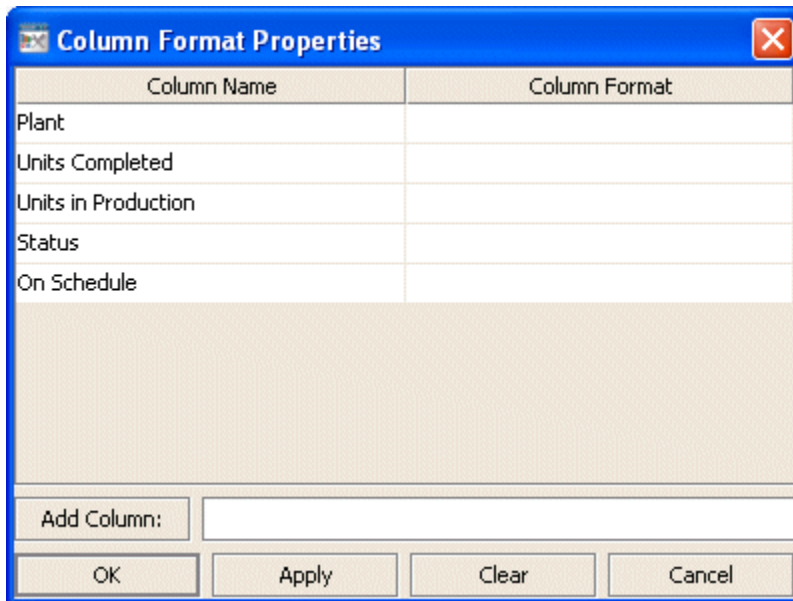 Column Format Properties
Column Name Column Format
Plant
Units Completed
Units in Production
Status
On Schedule
Add Column:
OK Apply Clear Cancel